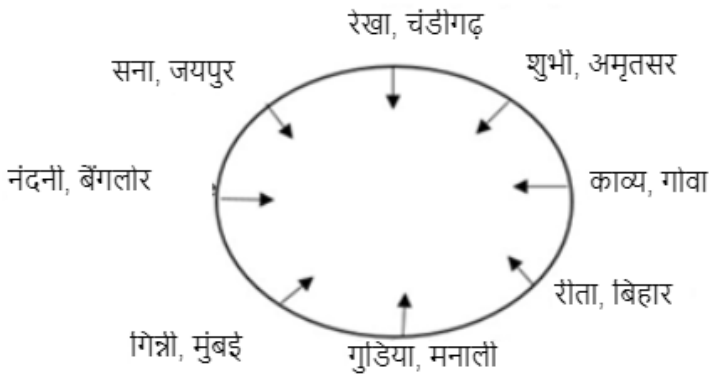 रेखा, चंडीगढ़
सना, जयपुर
शुभी, अमृतसर
नंदनी, बैंगलोर
काव्य, गोवा
रीता, बिहार
गिन्नी, मुंबई
गुडिया, मनाली